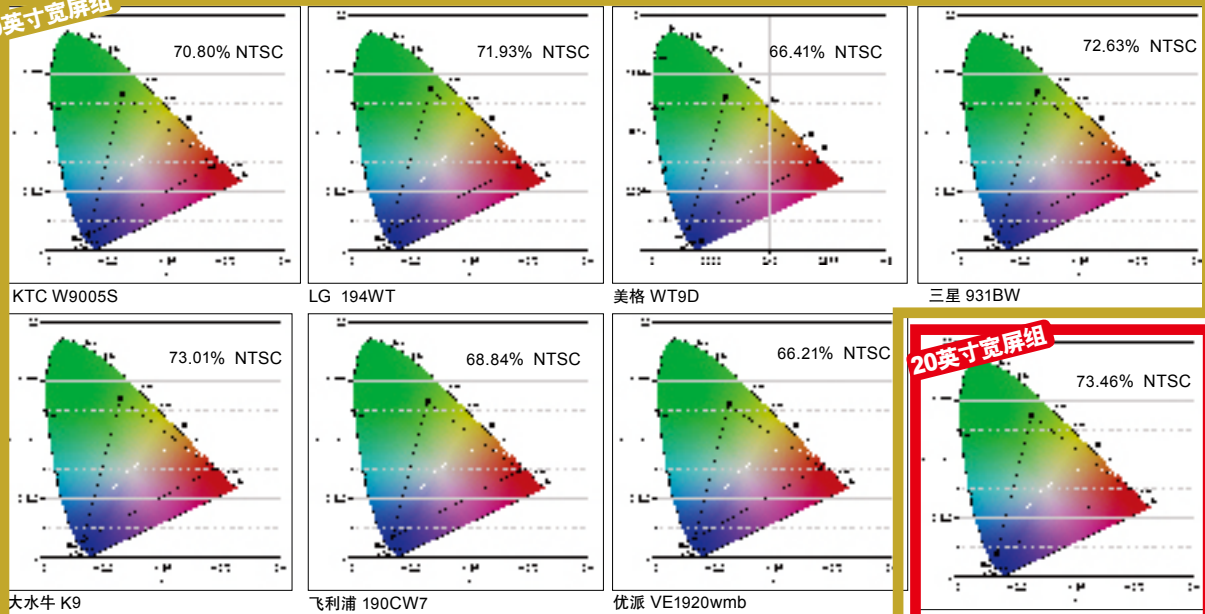 英寸宽屏组
70.80% NTSC
71.93% NTSC
66.41% NTSC
72.63% NTSC
KTC W9005S
LG 194WT
美格 WT9D
三星 931BW
73.01% NTSC
68.84% NTSC
66.21% NTSC
20英寸宽屏组
73.46% NTSC
大水牛 K9
飞利浦 190CW7
优派 VE1920wmb